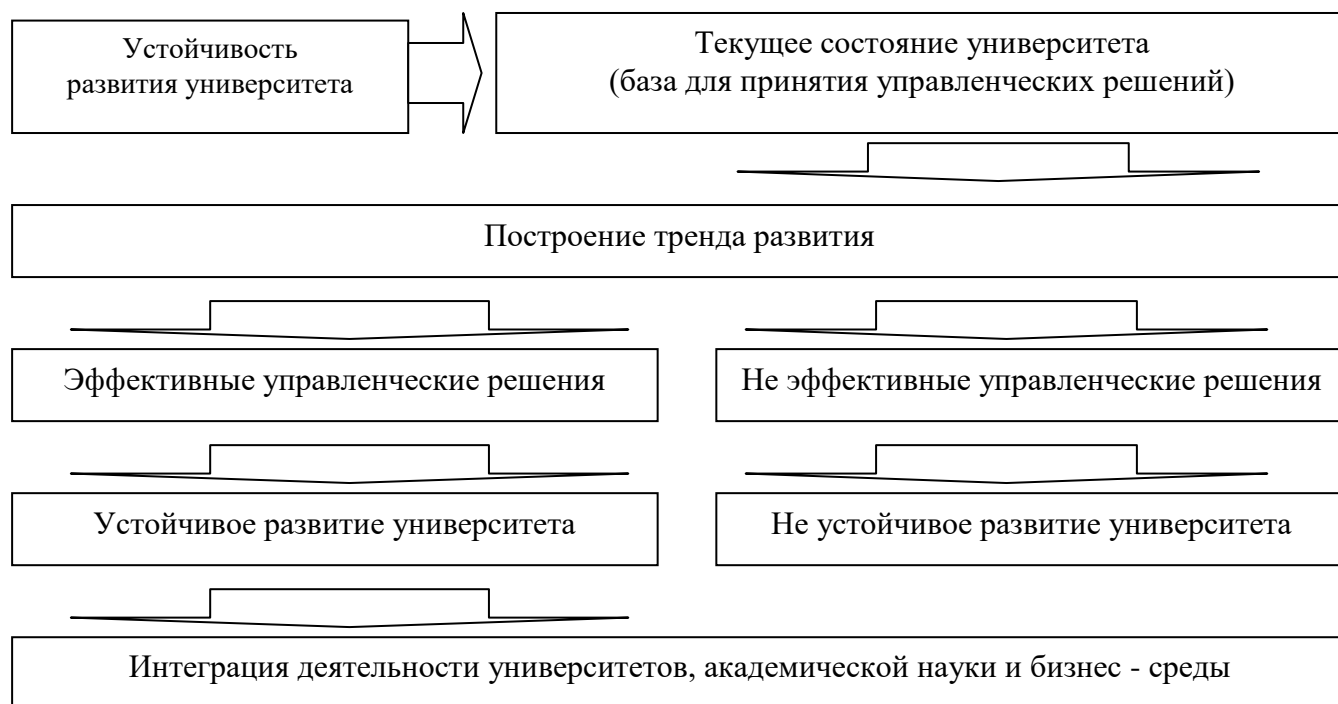 Устойчивость
развития университета
Текущее состояние университета
(база для принятия управленческих решений)
Построение тренда развития
Эффективные управленческие решения
Не эффективные управленческие решения
Устойчивое развитие университета
Не устойчивое развитие университета
Интеграция деятельности университетов, академической науки и бизнес - среды